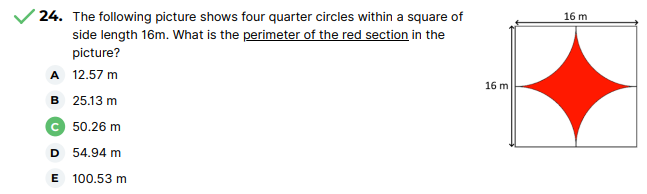 24. The following picture shows four quarter circles within a square of
side length 16m. What is the perimeter of the red section in the
picture?
A 12.57 m
B 25.13 m
C 50.26 m
D 54.94 m
E 100.53 m
16 m
16 m